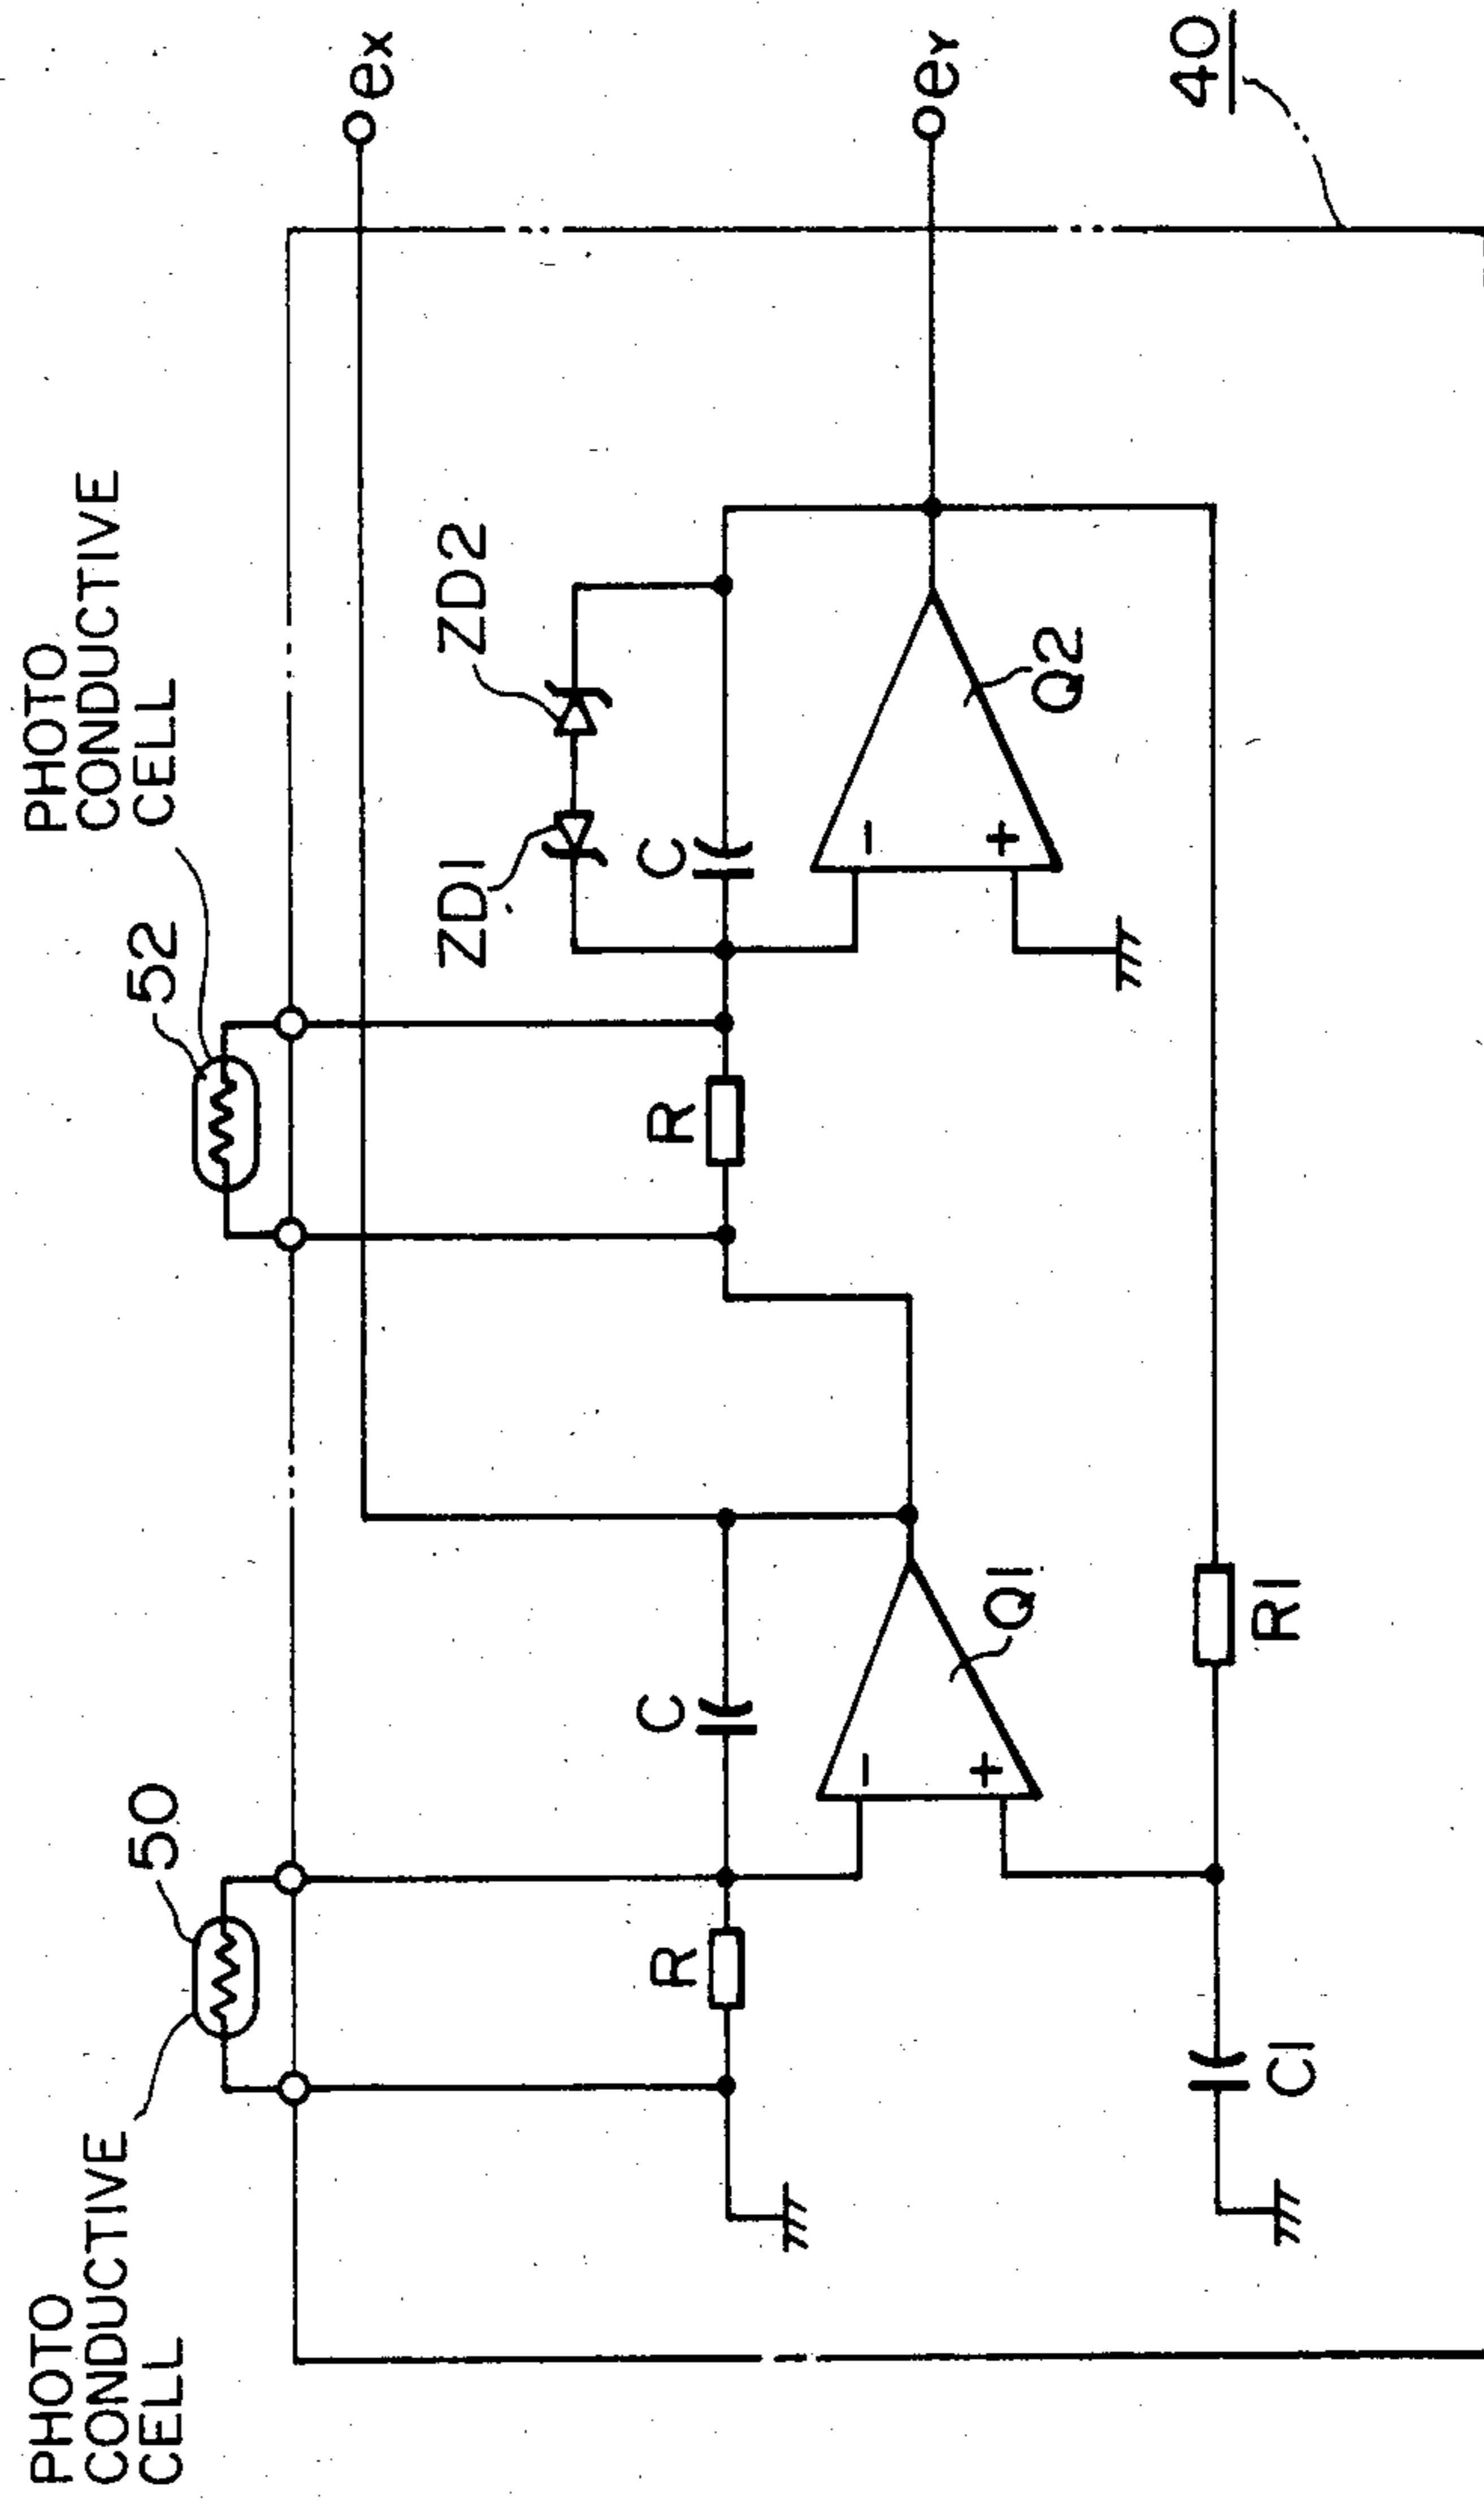 PHOTO
CONDUCTIVE
CELL
50
PHOTO
CONDUCTIVE
CELL
52
ex
ZD1
ZD2
R
C
R
C
-
+
Q1
-
+
Q2
ey
R1
C1
40